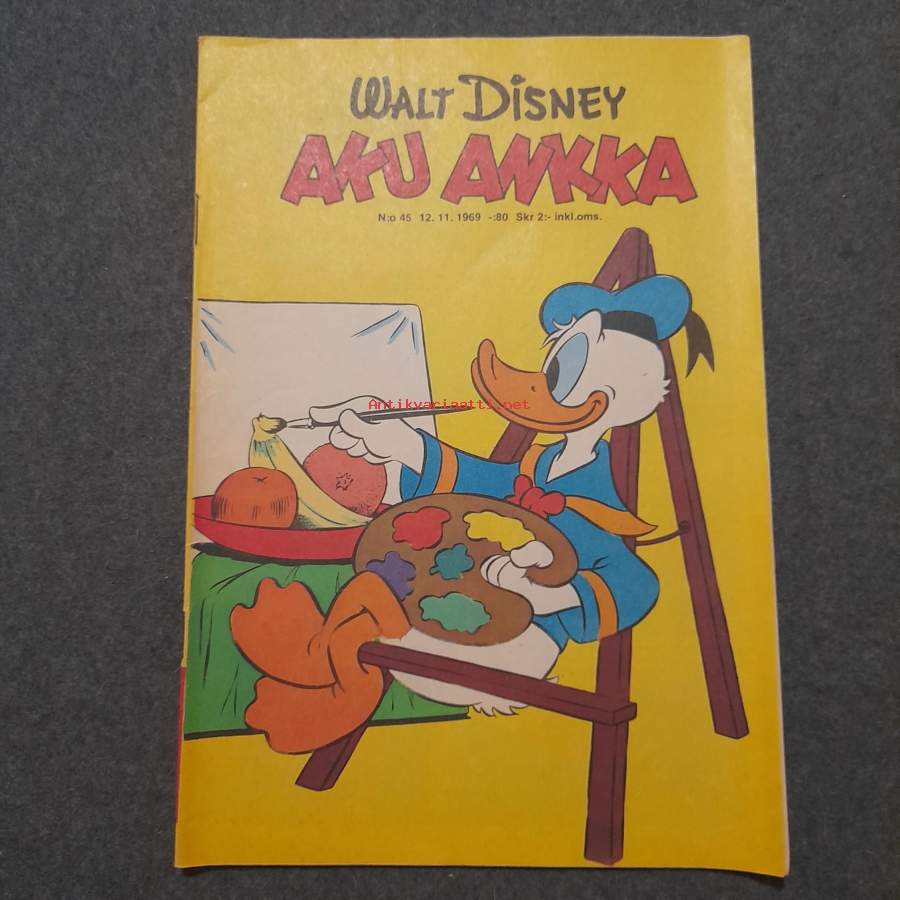 WALT DISNEY
AKU ANKKA
N:o 45 12. 11. 1969 -:80 Skr 2:- inkl.oms.
Antikvariaatti.net